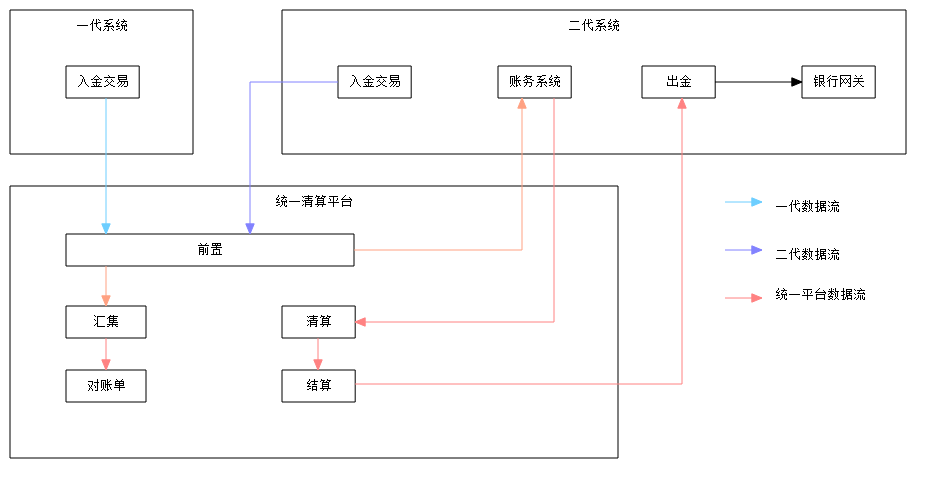 一代系统
二代系统
入金交易
入金交易
账务系统
出金
银行网关
统一清算平台
一代数据流
前置
二代数据流
统一平台数据流
汇集
清算
对账单
结算